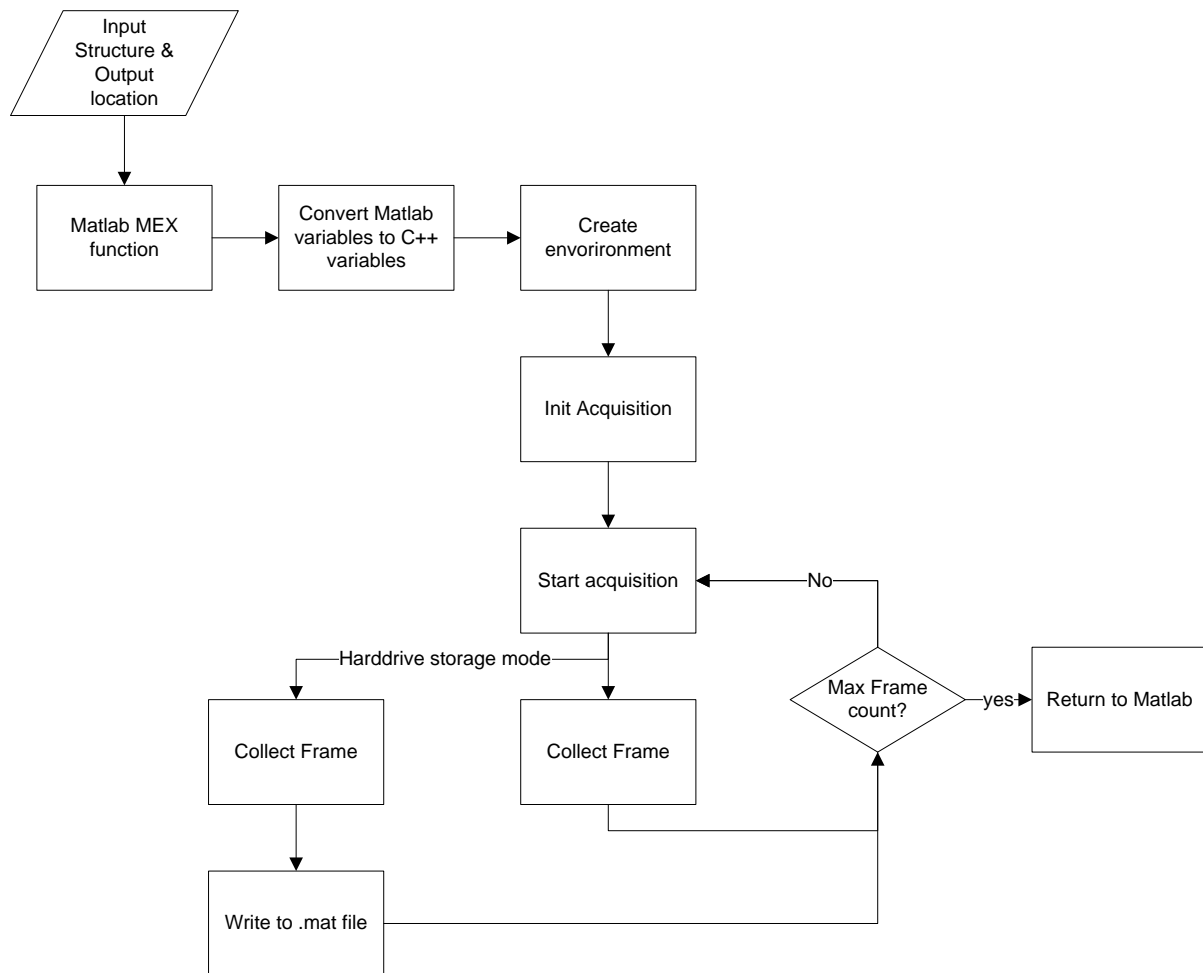 Input
Structure &
Output
location
Matlab MEX
function
Convert Matlab
variables to C++
variables
Create
envorironment
Init Acquisition
Start acquisition
No
Harddrive storage mode
Max Frame
count?
yes
Return to Matlab
Collect Frame
Collect Frame
Write to .mat file